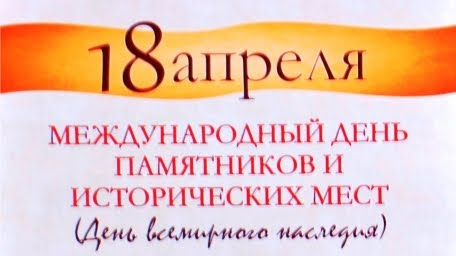 18 апреля
МЕЖДУНАРОДНЫЙ ДЕНЬ
ПАМЯТНИКОВ И
ИСТОРИЧЕСКИХ МЕСТ
(День всемирного наследия)